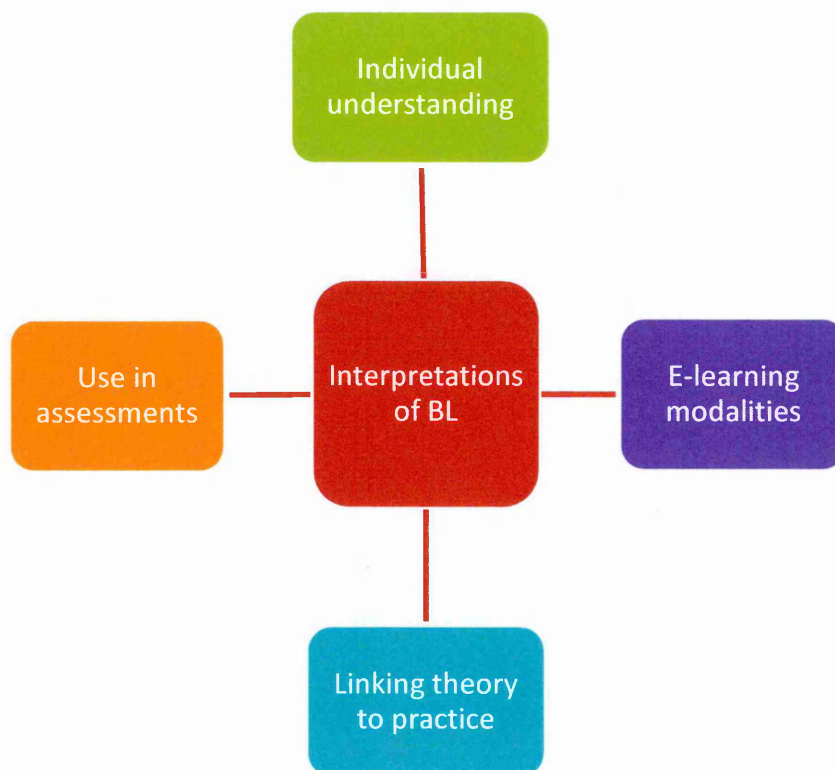 Individual
understanding
Use in
assessments
Interpretations
of BL
E-learning
modalities
Linking theory
to practice